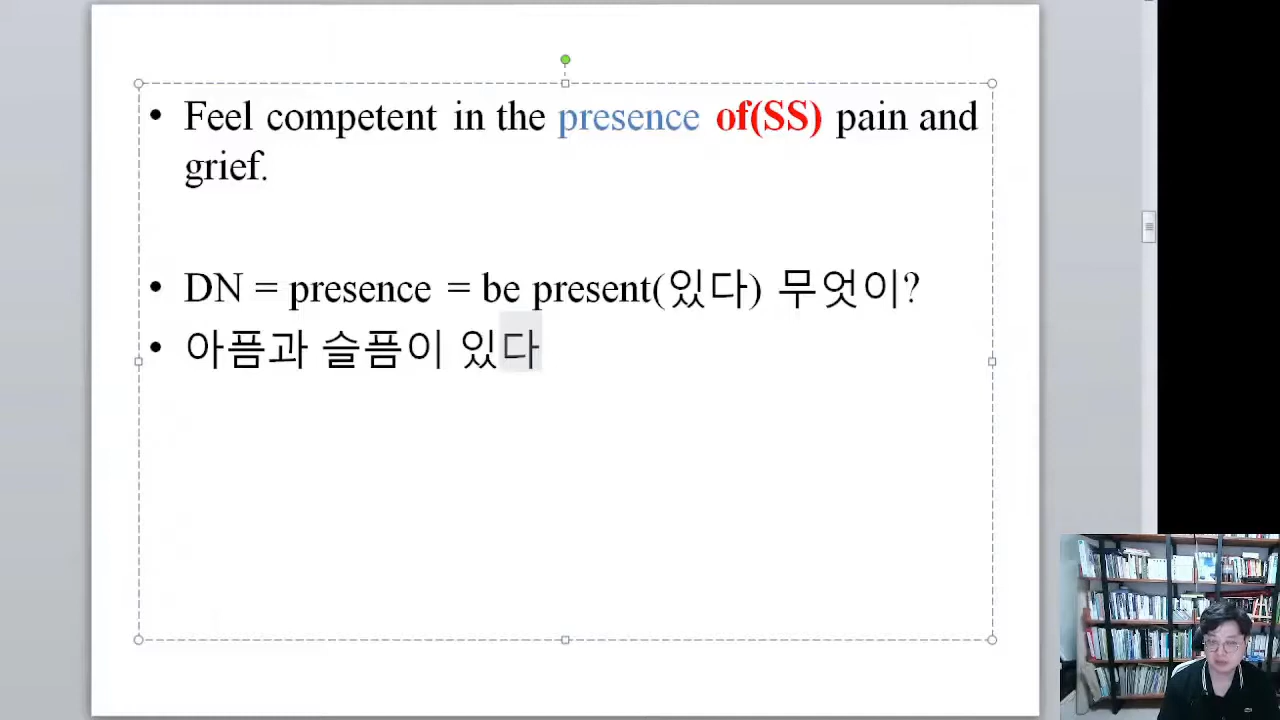 • Feel competent in the presence of(SS) pain and
grief.
• DN = presence = be present(있다) 무엇이?
• 아픔과 슬픔이 있다